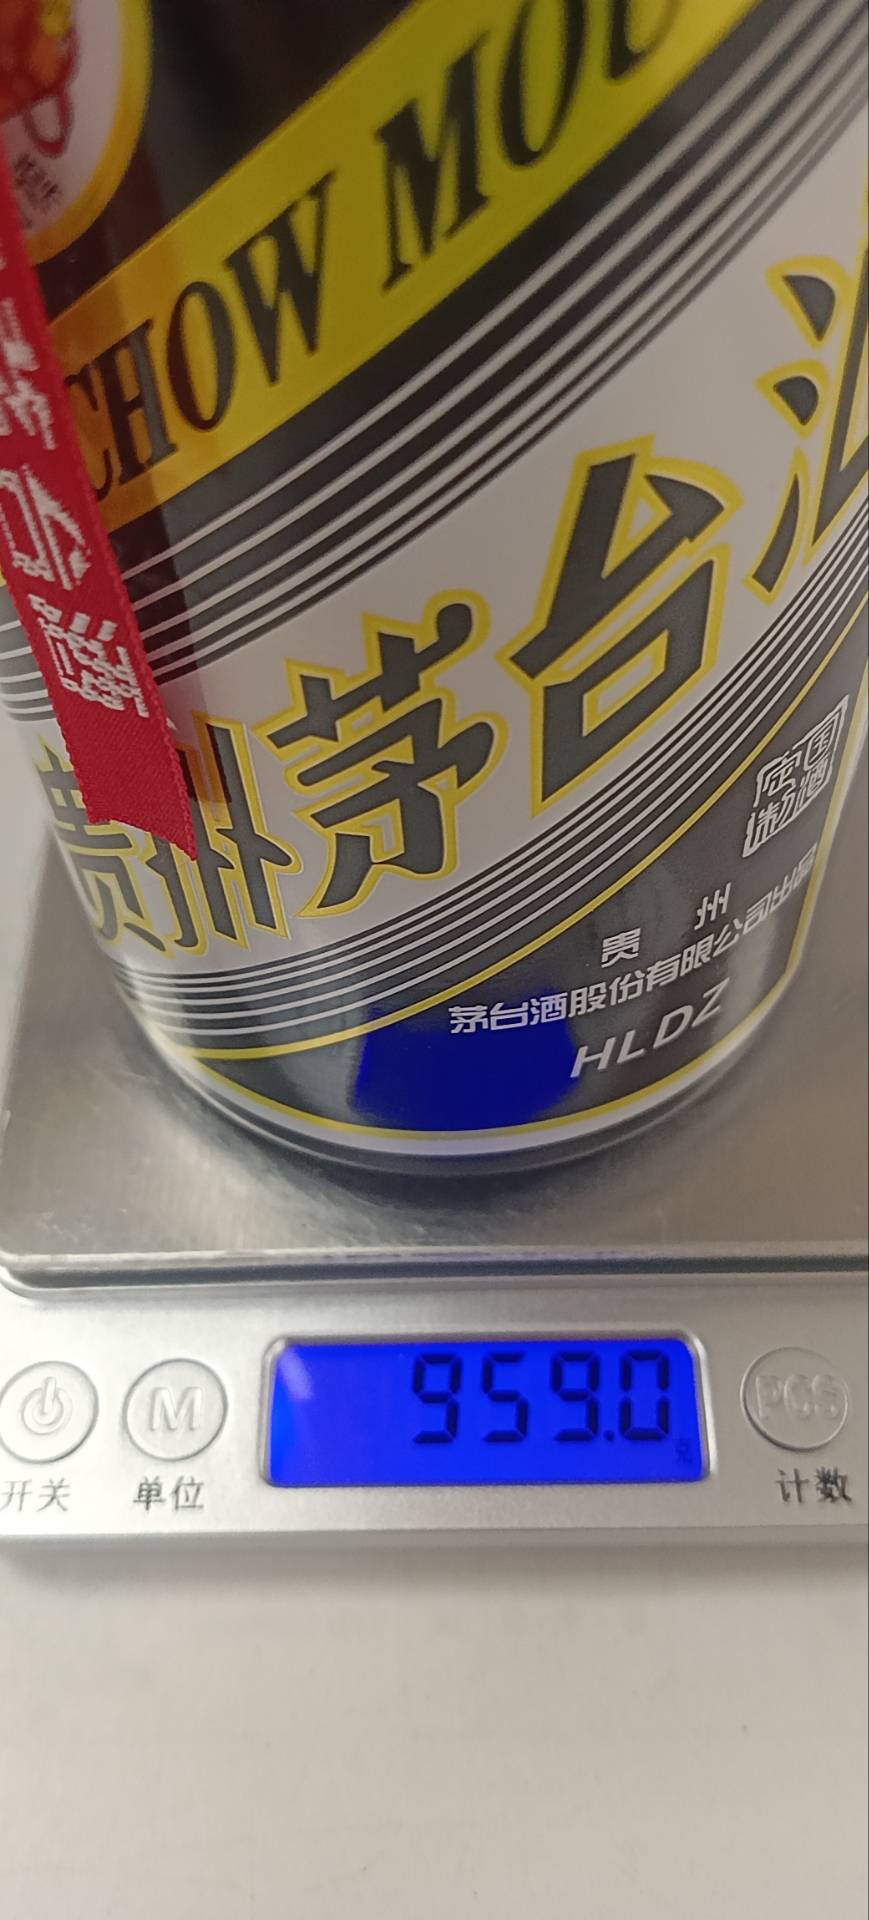 CHOW MOU
贵州茅台酒
国酒
定制
贵州
茅台酒股份有限公司出品
HLDZ
959.0
克
M
PCS
开关
单位
计数